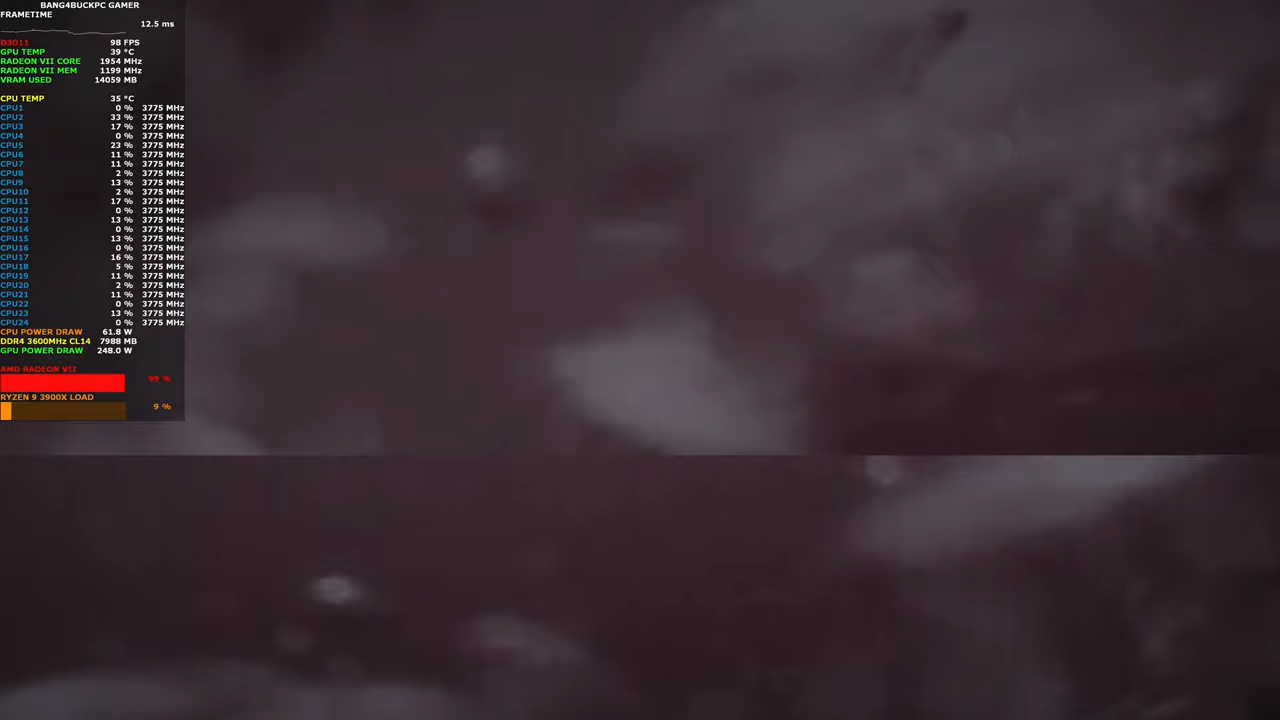 BANG4BUCKPC GAMER
FRAMETIME
12.5 ms
D3D11 98 FPS
GPU TEMP 39 °C
RADEON VII CORE 1954 MHz
RADEON VII MEM 1199 MHz
VRAM USED 14059 MB
CPU TEMP 35 °C
CPU1 0 % 3775 MHz
CPU2 33 % 3775 MHz
CPU3 17 % 3775 MHz
CPU4 0 % 3775 MHz
CPU5 23 % 3775 MHz
CPU6 11 % 3775 MHz
CPU7 11 % 3775 MHz
CPU8 2 % 3775 MHz
CPU9 13 % 3775 MHz
CPU10 2 % 3775 MHz
CPU11 17 % 3775 MHz
CPU12 0 % 3775 MHz
CPU13 13 % 3775 MHz
CPU14 0 % 3775 MHz
CPU15 13 % 3775 MHz
CPU16 0 % 3775 MHz
CPU17 16 % 3775 MHz
CPU18 5 % 3775 MHz
CPU19 11 % 3775 MHz
CPU20 2 % 3775 MHz
CPU21 11 % 3775 MHz
CPU22 0 % 3775 MHz
CPU23 13 % 3775 MHz
CPU24 0 % 3775 MHz
CPU POWER DRAW 61.8 W
DDR4 3600MHz CL14 7988 MB
GPU POWER DRAW 248.0 W
AMD RADEON VII
99 %
RYZEN 9 3900X LOAD
9 %